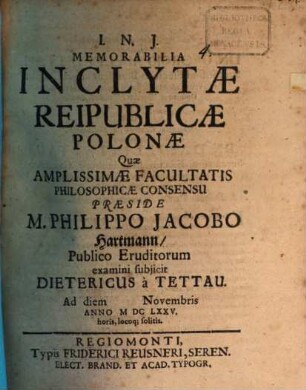 I. N. J.
MEMORABILIA
INCLYTÆ
REIPUBLICÆ
POLONÆ
Quæ
AMPLISSIMÆ FACULTATIS
PHILOSOPHICÆ CONSENSU
PRÆSIDE
M. PHILIPPO JACOBO
Hartmann/
Publico Eruditorum
examini subjicit
DIETERICUS à TETTAU.
Ad diem Novembris
ANNO M DC LXXV.
horis, locoq; solitis.
REGIOMONTI,
Typis FRIDERICI REUSNERI, SEREN.
ELECT. BRAND. ET ACAD. TYPOGR,